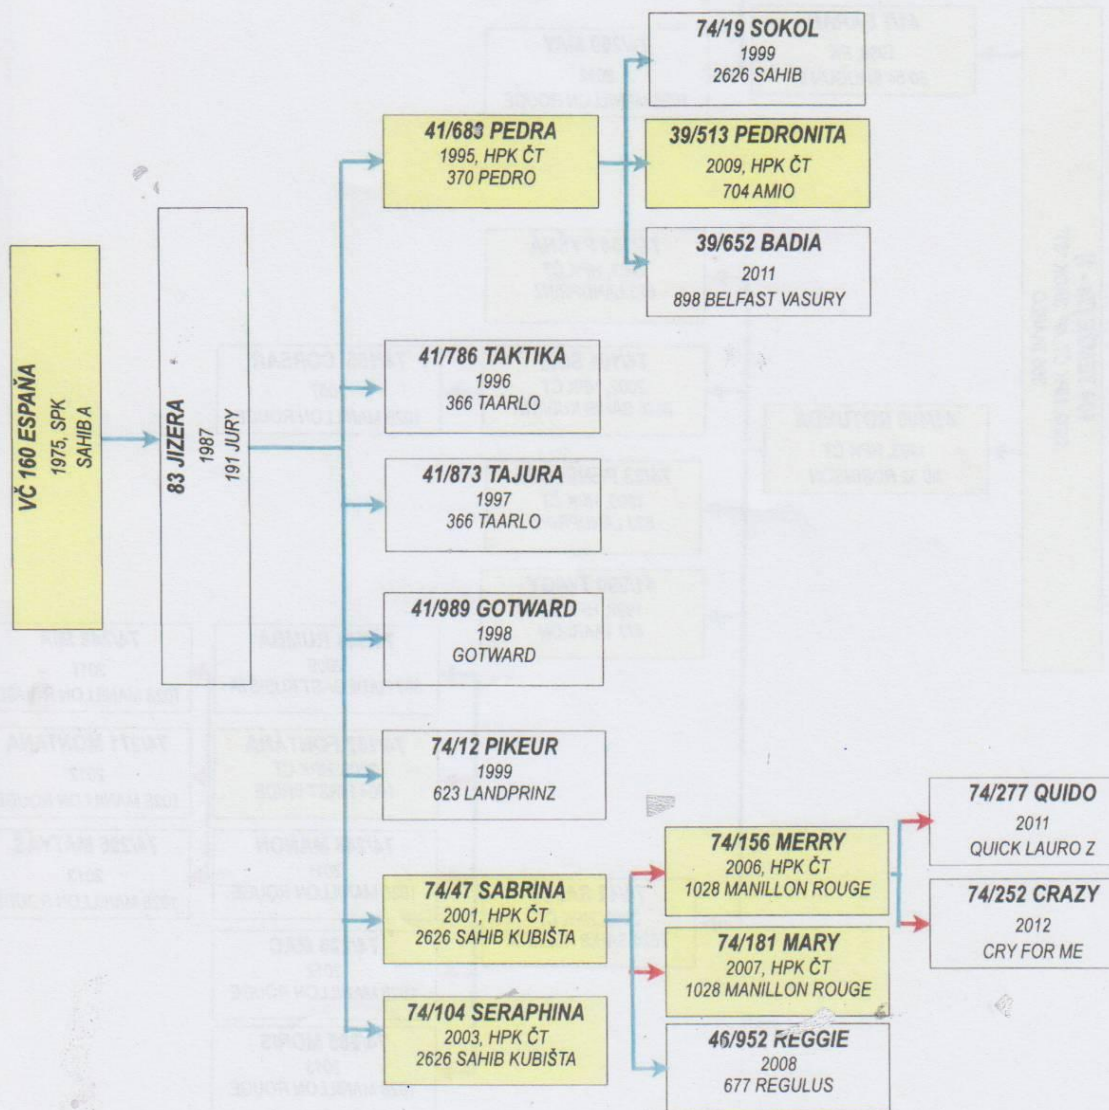 VČ 160 ESPAŇA
1975, SPK
SAHIB A
83 JIZERA
1987
191 JURY
41/683 PEDRA
1995, HPK ČT
370 PEDRO
74/19 SOKOL
1999
2626 SAHIB
39/513 PEDRONITA
2009, HPK ČT
704 AMIO
39/652 BADIA
2011
898 BELFAST VASURY
41/786 TAKTIKA
1996
366 TAARLO
41/873 TAJURA
1997
366 TAARLO
41/989 GOTWARD
1998
GOTWARD
74/12 PIKEUR
1999
623 LANDPRINZ
74/47 SABRINA
2001, HPK ČT
2626 SAHIB KUBIŠTA
74/156 MERRY
2006, HPK ČT
1028 MANILLON ROUGE
74/277 QUIDO
2011
QUICK LAURO Z
74/252 CRAZY
2012
CRY FOR ME
74/181 MARY
2007, HPK ČT
1028 MANILLON ROUGE
46/952 REGGIE
2008
677 REGULUS
74/104 SERAPHINA
2003, HPK ČT
2626 SAHIB KUBIŠTA